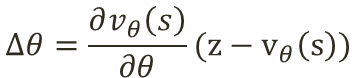 Δθ = ∂v_θ(s)/∂θ (z − v_θ(s))